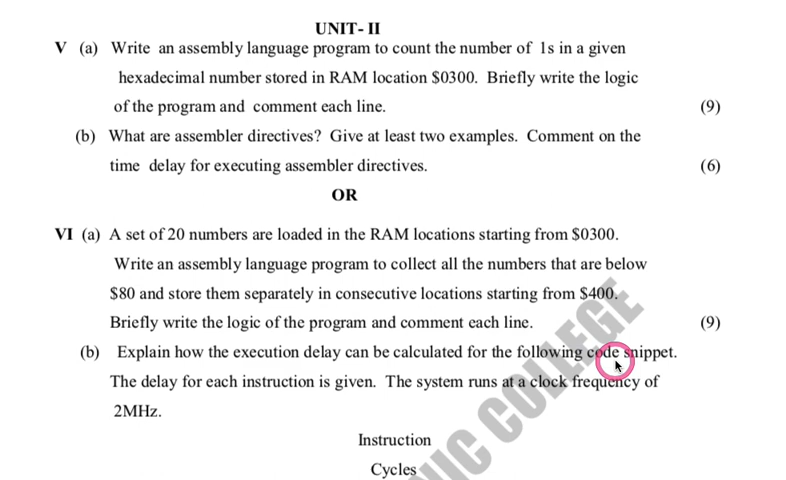 UNIT- II
V (a) Write an assembly language program to count the number of 1s in a given
hexadecimal number stored in RAM location $0300. Briefly write the logic
of the program and comment each line. (9)
(b) What are assembler directives? Give at least two examples. Comment on the
time delay for executing assembler directives. (6)
OR
VI (a) A set of 20 numbers are loaded in the RAM locations starting from $0300.
Write an assembly language program to collect all the numbers that are below
$80 and store them separately in consecutive locations starting from $400.
Briefly write the logic of the program and comment each line. (9)
(b) Explain how the execution delay can be calculated for the following code snippet.
The delay for each instruction is given. The system runs at a clock frequency of
2MHz.
Instruction
Cycles
COLLEGE